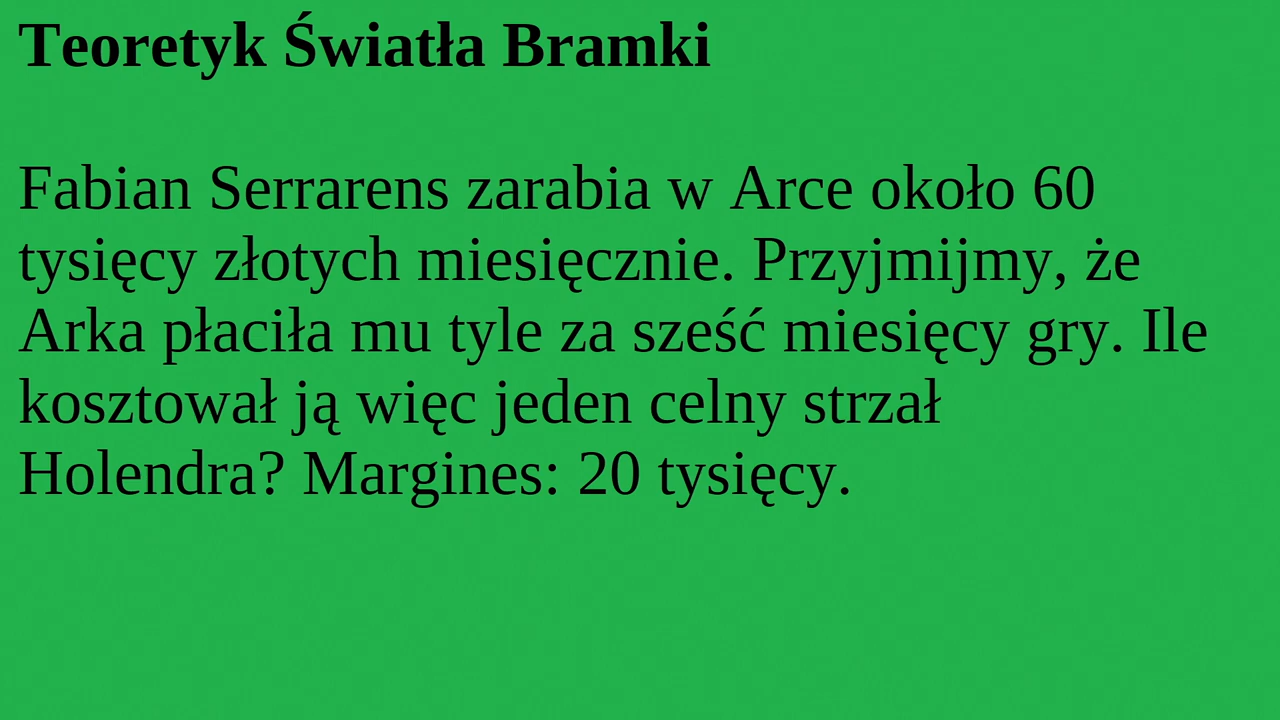 Teoretyk Światła Bramki
Fabian Serrarens zarabia w Arce około 60
tysięcy złotych miesięcznie. Przyjmijmy, że
Arka płaciła mu tyle za sześć miesięcy gry. Ile
kosztował ją więc jeden celny strzał
Holendra? Margines: 20 tysięcy.